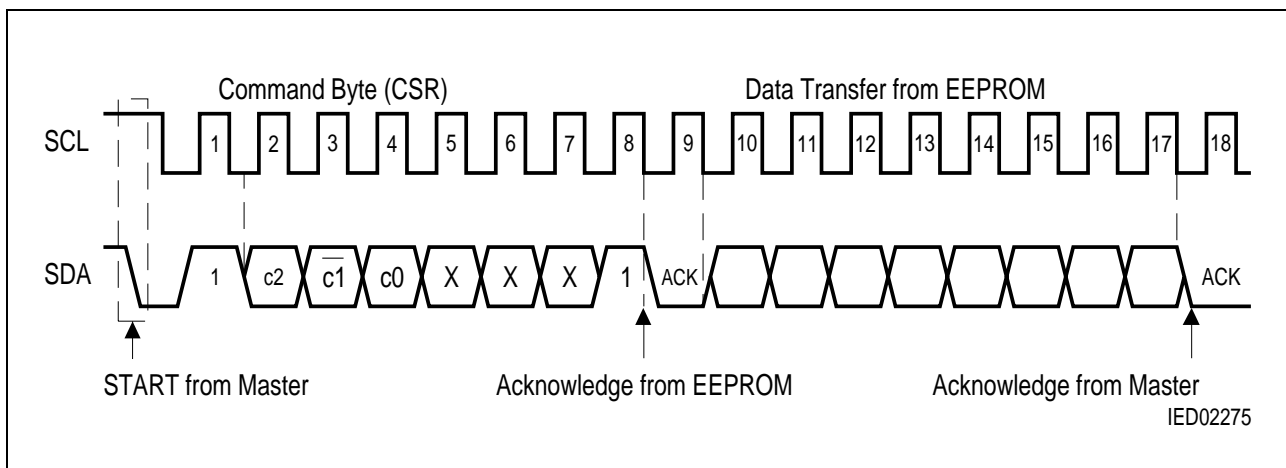 Command Byte (CSR) Data Transfer from EEPROM
SCL 1 2 3 4 5 6 7 8 9 10 11 12 13 14 15 16 17 18
SDA 1 c2 c̅1̅ c0 X X X 1 ACK ACK
START from Master Acknowledge from EEPROM Acknowledge from Master
IED02275